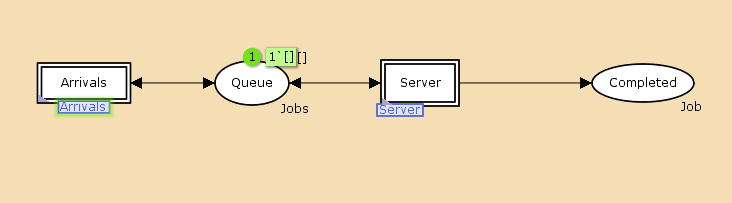 1 1`[] []
Arrivals Queue Server Completed
Arrivals Jobs Server Job